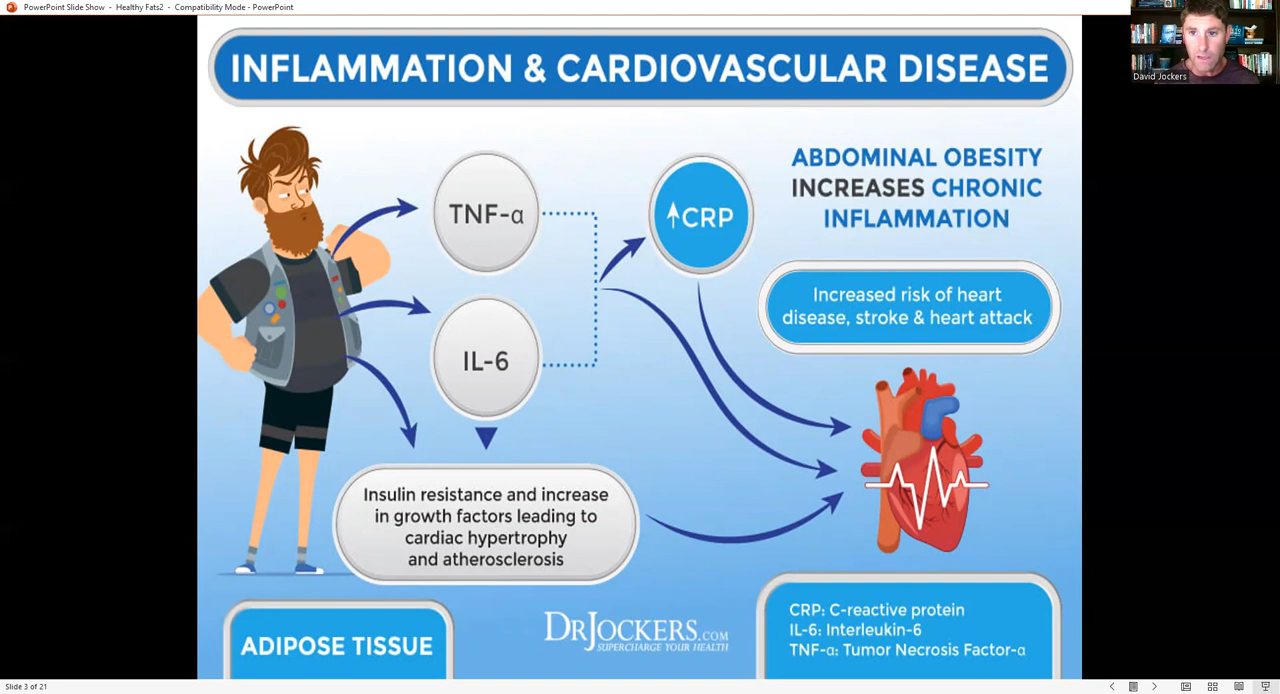 PowerPoint Slide Show - Healthy Fats2 - Compatibility Mode - PowerPoint
David Jockers
INFLAMMATION & CARDIOVASCULAR DISEASE
TNF-α
IL-6
↑CRP
ABDOMINAL OBESITY
INCREASES CHRONIC
INFLAMMATION
Increased risk of heart
disease, stroke & heart attack
Insulin resistance and increase
in growth factors leading to
cardiac hypertrophy
and atherosclerosis
ADIPOSE TISSUE
DRJOCKERS.COM
SUPERCHARGE YOUR HEALTH
CRP: C-reactive protein
IL-6: Interleukin-6
TNF-α: Tumor Necrosis Factor-α
Slide 3 of 21